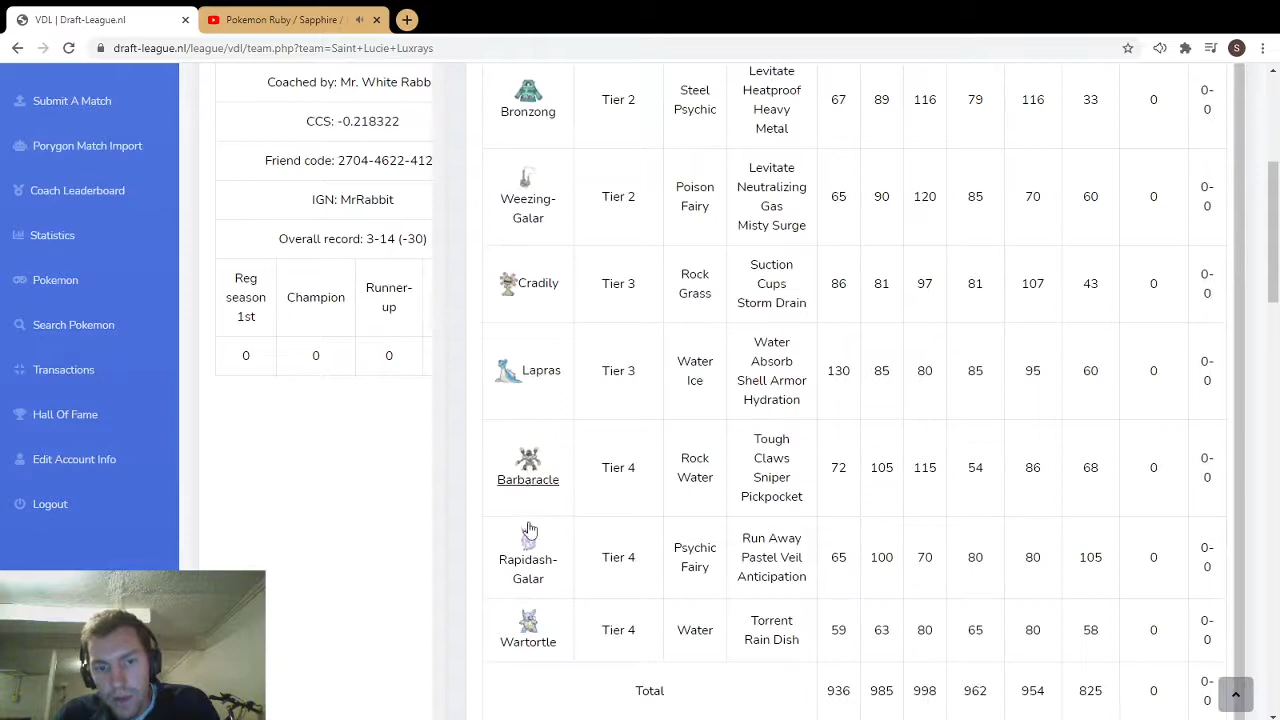 VDL | Draft-League.nl
Pokemon Ruby / Sapphire /
draft-league.nl/league/vdl/team.php?team=Saint+Lucie+Luxrays
S
Submit A Match
Porygon Match Import
Coach Leaderboard
Statistics
Pokemon
Search Pokemon
Transactions
Hall Of Fame
Edit Account Info
Logout
Coached by: Mr. White Rabb
CCS: -0.218322
Friend code: 2704-4622-412
IGN: MrRabbit
Overall record: 3-14 (-30)
Reg season 1st Champion Runner-up
0 0 0
Bronzong Tier 2 Steel Psychic Levitate Heatproof Heavy Metal 67 89 116 79 116 33 0 0-0
Weezing-Galar Tier 2 Poison Fairy Levitate Neutralizing Gas Misty Surge 65 90 120 85 70 60 0 0-0
Cradily Tier 3 Rock Grass Suction Cups Storm Drain 86 81 97 81 107 43 0 0-0
Lapras Tier 3 Water Ice Water Absorb Shell Armor Hydration 130 85 80 85 95 60 0 0-0
Barbaracle Tier 4 Rock Water Tough Claws Sniper Pickpocket 72 105 115 54 86 68 0 0-0
Rapidash-Galar Tier 4 Psychic Fairy Run Away Pastel Veil Anticipation 65 100 70 80 80 105 0 0-0
Wartortle Tier 4 Water Torrent Rain Dish 59 63 80 65 80 58 0 0-0
Total 936 985 998 962 954 825 0 0-0